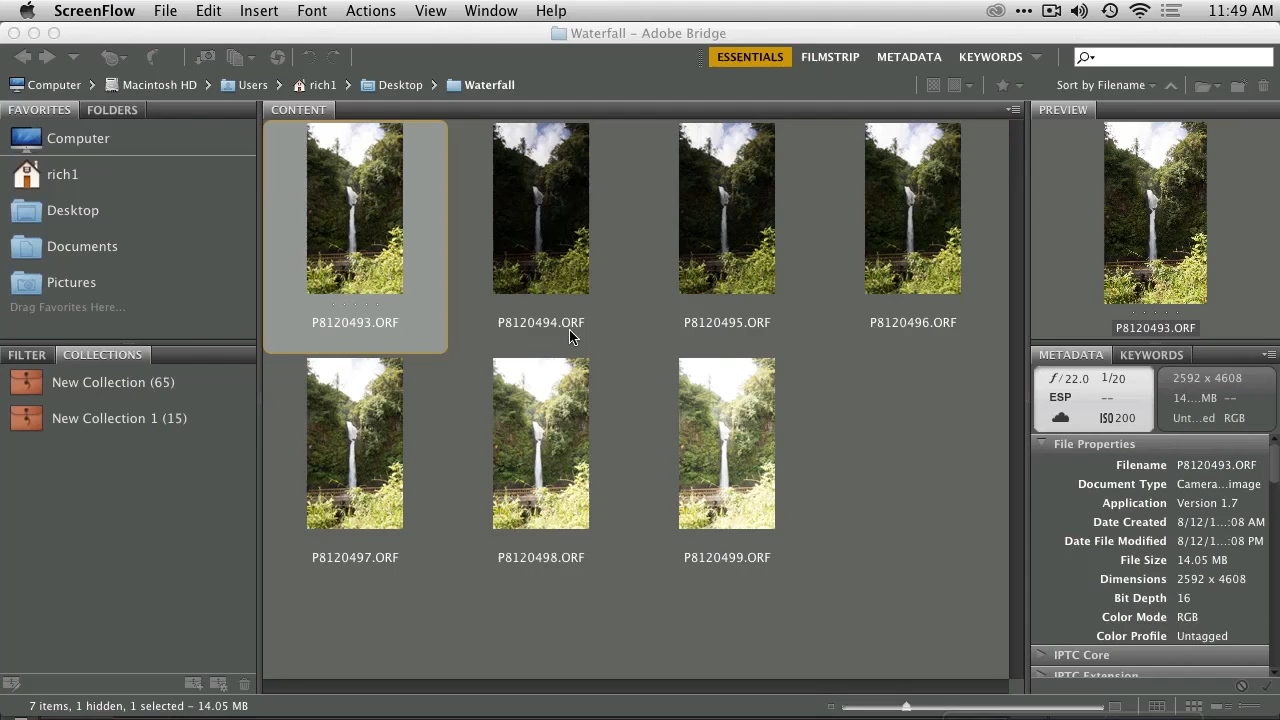 ScreenFlow File Edit Insert Font Actions View Window Help 11:49 AM
Waterfall – Adobe Bridge
ESSENTIALS FILMSTRIP METADATA KEYWORDS
Computer Macintosh HD Users rich1 Desktop Waterfall Sort by Filename
FAVORITES FOLDERS
Computer
rich1
Desktop
Documents
Pictures
Drag Favorites Here...
FILTER COLLECTIONS
New Collection (65)
New Collection 1 (15)
CONTENT
P8120493.ORF P8120494.ORF P8120495.ORF P8120496.ORF
P8120497.ORF P8120498.ORF P8120499.ORF
PREVIEW
P8120493.ORF
METADATA KEYWORDS
f/22.0 1/20 2592 x 4608
ESP -- 14....MB --
ISO200 Unt...ed RGB
File Properties
Filename P8120493.ORF
Document Type Camera...image
Application Version 1.7
Date Created 8/12/1...:08 AM
Date File Modified 8/12/1...:08 PM
File Size 14.05 MB
Dimensions 2592 x 4608
Bit Depth 16
Color Mode RGB
Color Profile Untagged
IPTC Core
IPTC Extension
7 items, 1 hidden, 1 selected – 14.05 MB